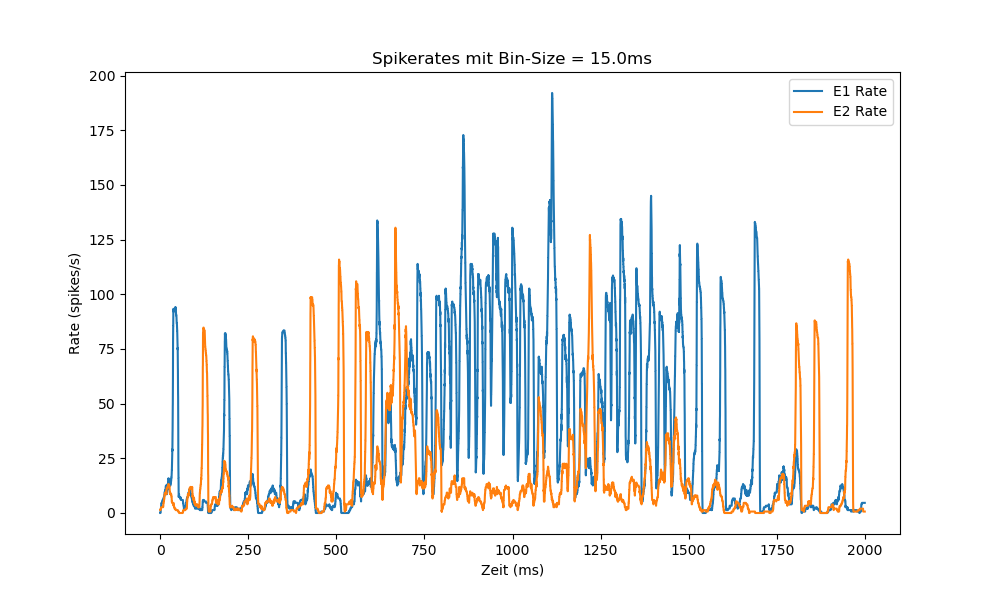 Spikerates mit Bin-Size = 15.0ms
E1 Rate
E2 Rate
Rate (spikes/s)
200
175
150
125
100
75
50
25
0
0 250 500 750 1000 1250 1500 1750 2000
Zeit (ms)